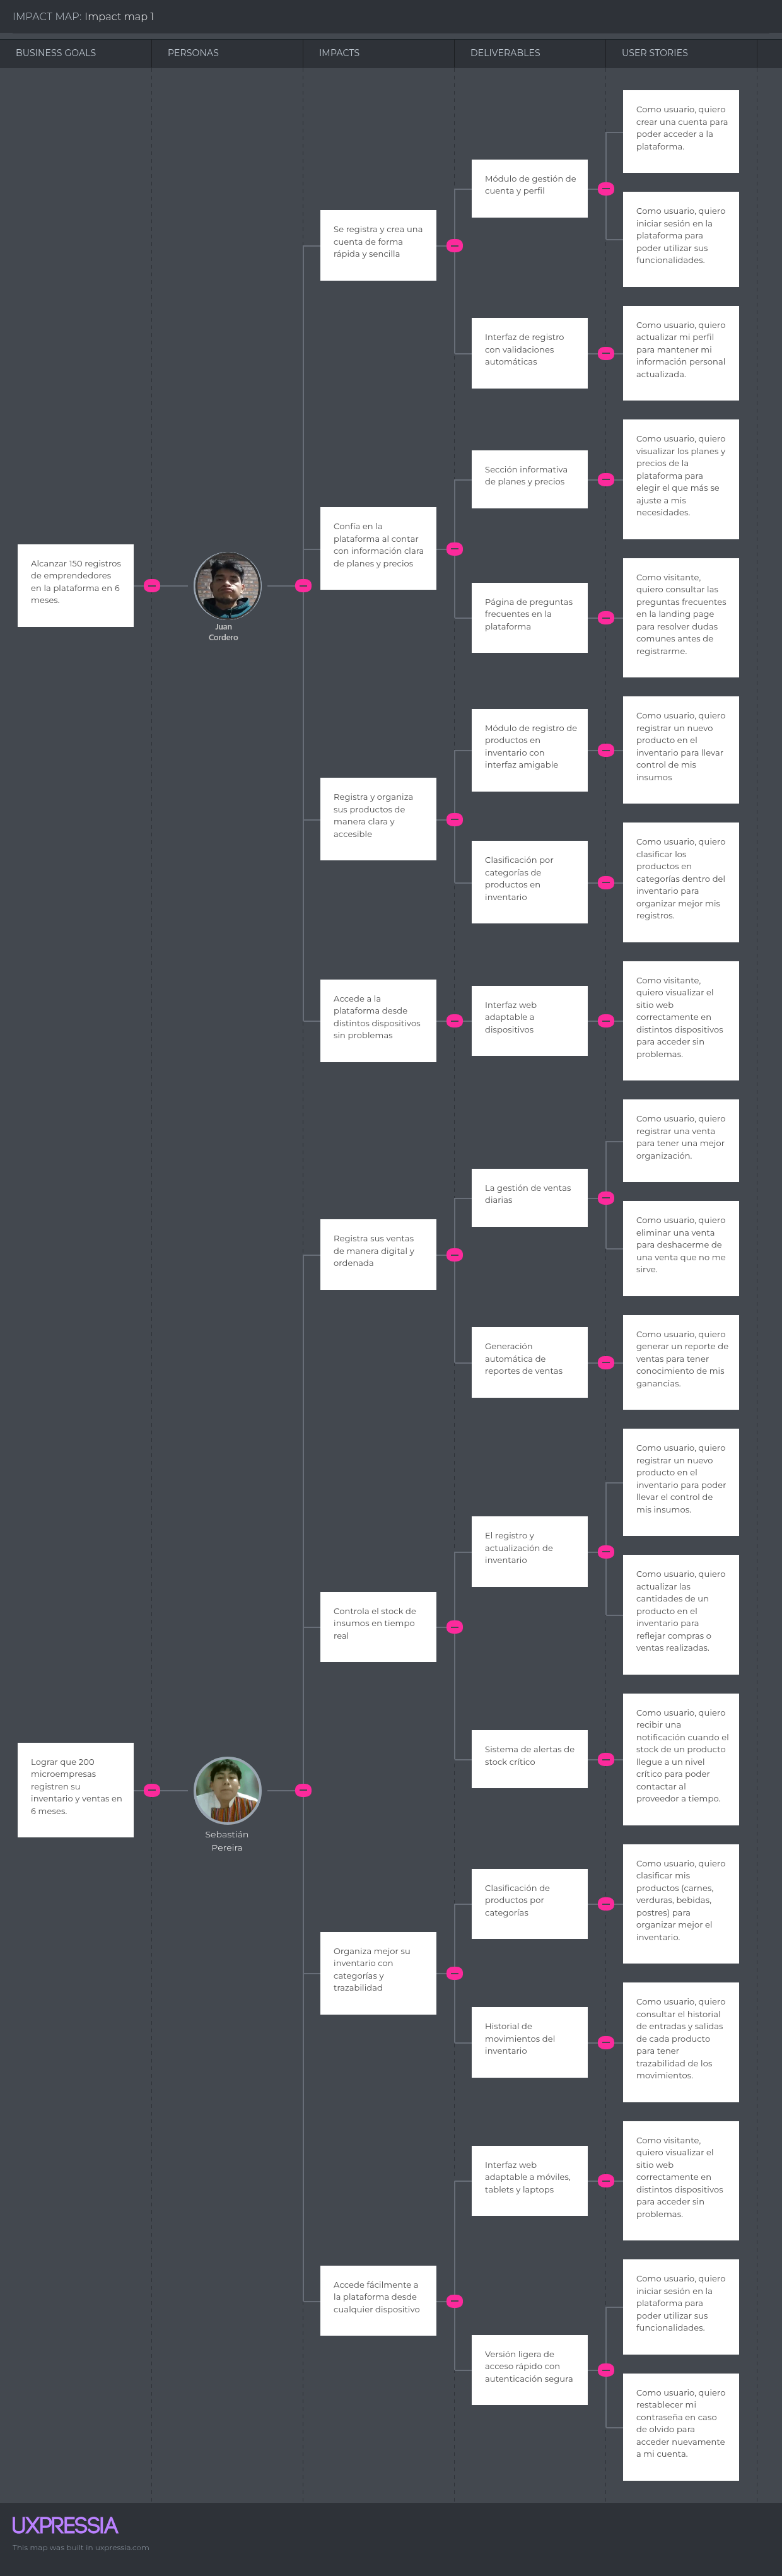 IMPACT MAP: Impact map 1
BUSINESS GOALS
PERSONAS
IMPACTS
DELIVERABLES
USER STORIES
Alcanzar 150 registros
de emprendedores
en la plataforma en 6
meses.
Juan
Cordero
Se registra y crea una
cuenta de forma
rápida y sencilla
Módulo de gestión de
cuenta y perfil
Como usuario, quiero
crear una cuenta para
poder acceder a la
plataforma.
Como usuario, quiero
iniciar sesión en la
plataforma para
poder utilizar sus
funcionalidades.
Interfaz de registro
con validaciones
automáticas
Como usuario, quiero
actualizar mi perfil
para mantener mi
información personal
actualizada.
Confía en la
plataforma al contar
con información clara
de planes y precios
Sección informativa
de planes y precios
Como usuario, quiero
visualizar los planes y
precios de la
plataforma para
elegir el que más se
ajuste a mis
necesidades.
Página de preguntas
frecuentes en la
plataforma
Como visitante,
quiero consultar las
preguntas frecuentes
en la landing page
para resolver dudas
comunes antes de
registrarme.
Registra y organiza
sus productos de
manera clara y
accesible
Módulo de registro de
productos en
inventario con
interfaz amigable
Como usuario, quiero
registrar un nuevo
producto en el
inventario para llevar
control de mis
insumos
Clasificación por
categorías de
productos en
inventario
Como usuario, quiero
clasificar los
productos en
categorías dentro del
inventario para
organizar mejor mis
registros.
Accede a la
plataforma desde
distintos dispositivos
sin problemas
Interfaz web
adaptable a
dispositivos
Como visitante,
quiero visualizar el
sitio web
correctamente en
distintos dispositivos
para acceder sin
problemas.
Lograr que 200
microempresas
registren su
inventario y ventas en
6 meses.
Sebastián
Pereira
Registra sus ventas
de manera digital y
ordenada
La gestión de ventas
diarias
Como usuario, quiero
registrar una venta
para tener una mejor
organización.
Como usuario, quiero
eliminar una venta
para deshacerme de
una venta que no me
sirve.
Generación
automática de
reportes de ventas
Como usuario, quiero
generar un reporte de
ventas para tener
conocimiento de mis
ganancias.
Controla el stock de
insumos en tiempo
real
El registro y
actualización de
inventario
Como usuario, quiero
registrar un nuevo
producto en el
inventario para poder
llevar el control de
mis insumos.
Como usuario, quiero
actualizar las
cantidades de un
producto en el
inventario para
reflejar compras o
ventas realizadas.
Sistema de alertas de
stock crítico
Como usuario, quiero
recibir una
notificación cuando el
stock de un producto
llegue a un nivel
crítico para poder
contactar al
proveedor a tiempo.
Organiza mejor su
inventario con
categorías y
trazabilidad
Clasificación de
productos por
categorías
Como usuario, quiero
clasificar mis
productos (carnes,
verduras, bebidas,
postres) para
organizar mejor el
inventario.
Historial de
movimientos del
inventario
Como usuario, quiero
consultar el historial
de entradas y salidas
de cada producto
para tener
trazabilidad de los
movimientos.
Accede fácilmente a
la plataforma desde
cualquier dispositivo
Interfaz web
adaptable a móviles,
tablets y laptops
Como visitante,
quiero visualizar el
sitio web
correctamente en
distintos dispositivos
para acceder sin
problemas.
Versión ligera de
acceso rápido con
autenticación segura
Como usuario, quiero
iniciar sesión en la
plataforma para
poder utilizar sus
funcionalidades.
Como usuario, quiero
restablecer mi
contraseña en caso
de olvido para
acceder nuevamente
a mi cuenta.
UXPRESSIA
This map was built in uxpressia.com